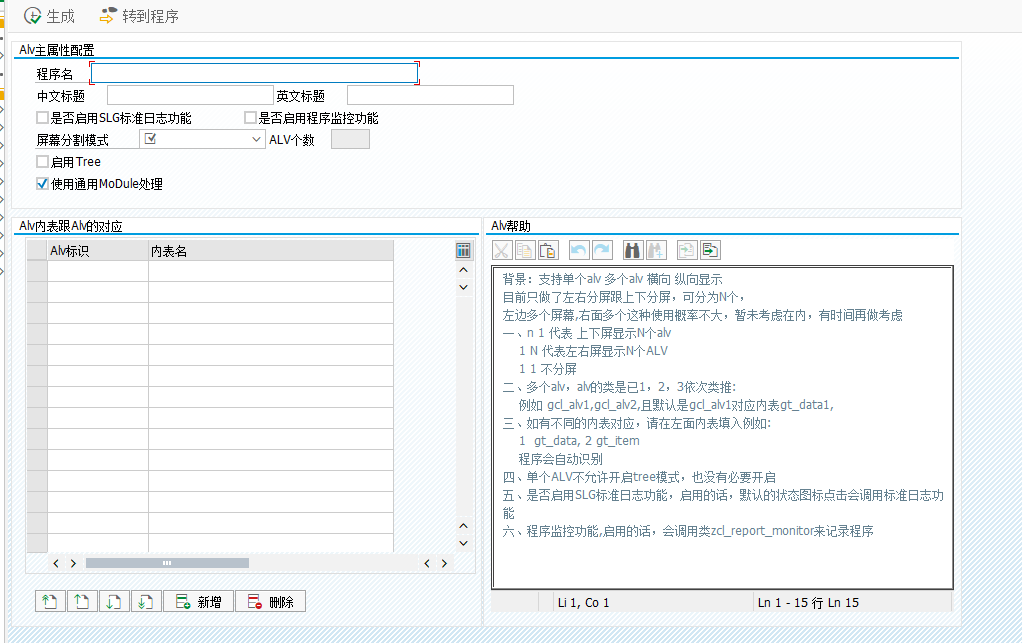 生成 转到程序
Alv主属性配置
程序名
中文标题 英文标题
是否启用SLG标准日志功能 是否启用程序监控功能
屏幕分割模式 ALV个数
启用Tree
使用通用MoDule处理
Alv内表跟Alv的对应
Alv标识 内表名
新增 删除
Alv帮助
背景：支持单个alv 多个alv 横向 纵向显示
目前只做了左右分屏跟上下分屏，可分为N个，
左边多个屏幕,右面多个这种使用概率不大，暂未考虑在内，有时间再做考虑
一、n 1 代表 上下屏显示N个alv
1 N 代表左右屏显示N个ALV
1 1 不分屏
二、多个alv，alv的类是已1，2，3依次类推:
例如 gcl_alv1,gcl_alv2,且默认是gcl_alv1对应内表gt_data1,
三、如有不同的内表对应，请在左面内表填入例如:
1 gt_data, 2 gt_item
程序会自动识别
四、单个ALV不允许开启tree模式，也没有必要开启
五、是否启用SLG标准日志功能，启用的话，默认的状态图标点击会调用标准日志功
能
六、程序监控功能,启用的话，会调用类zcl_report_monitor来记录程序
Li 1, Co 1 Ln 1 - 15 行 Ln 15